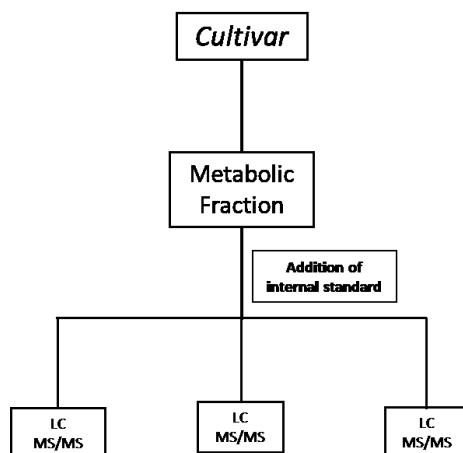 Cultivar
Metabolic
Fraction
Addition of
internal standard
LC
MS/MS
LC
MS/MS
LC
MS/MS